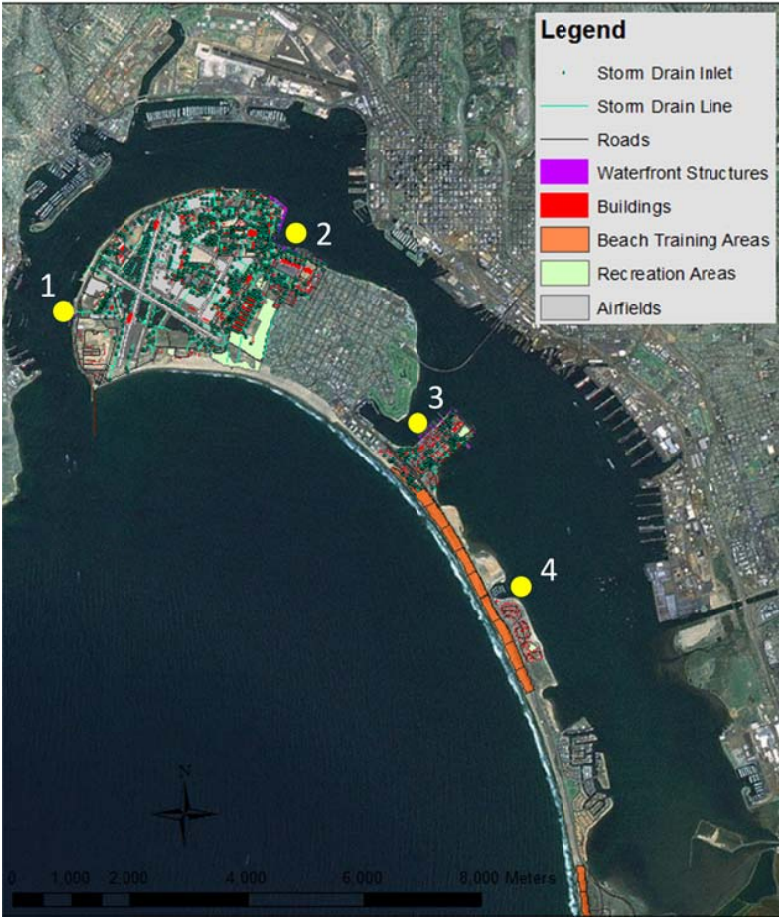 Legend
Storm Drain Inlet
Storm Drain Line
Roads
Waterfront Structures
Buildings
Beach Training Areas
Recreation Areas
Airfields
1
2
3
4
N
0 1,000 2,000 4,000 6,000 8,000 Meters